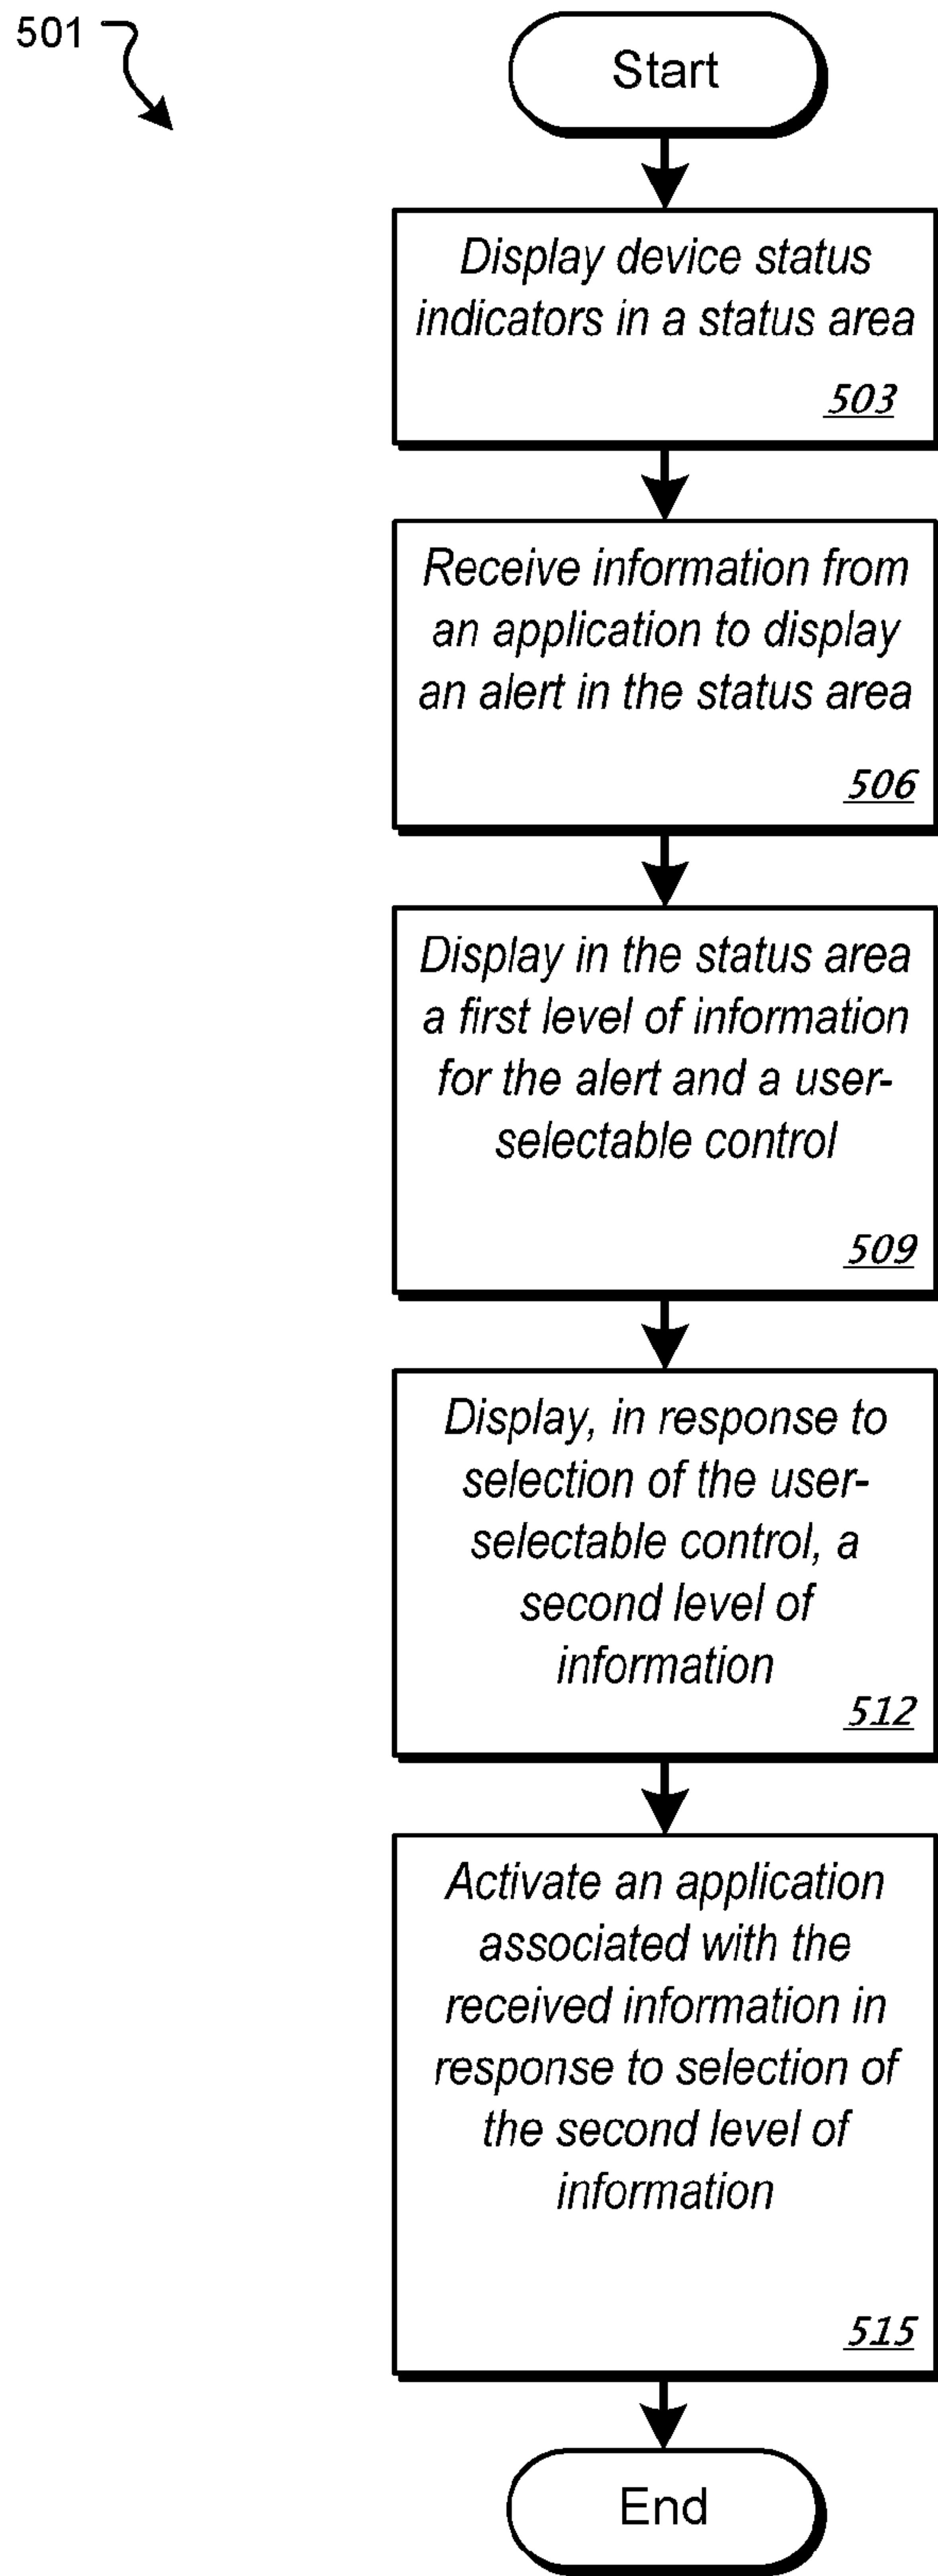 501
Start
Display device status
indicators in a status area
503
Receive information from
an application to display
an alert in the status area
506
Display in the status area
a first level of information
for the alert and a user-
selectable control
509
Display, in response to
selection of the user-
selectable control, a
second level of
information
512
Activate an application
associated with the
received information in
response to selection of
the second level of
information
515
End